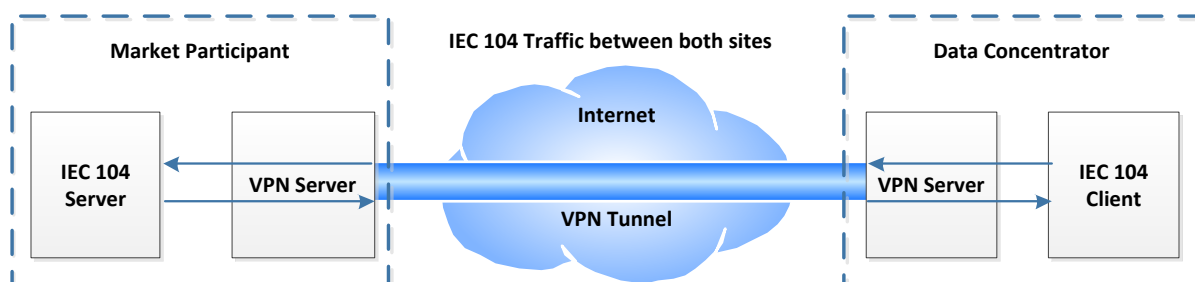 Market Participant
IEC 104 Traffic between both sites
Data Concentrator
Internet
IEC 104
Server
VPN Server
VPN Tunnel
VPN Server
IEC 104
Client